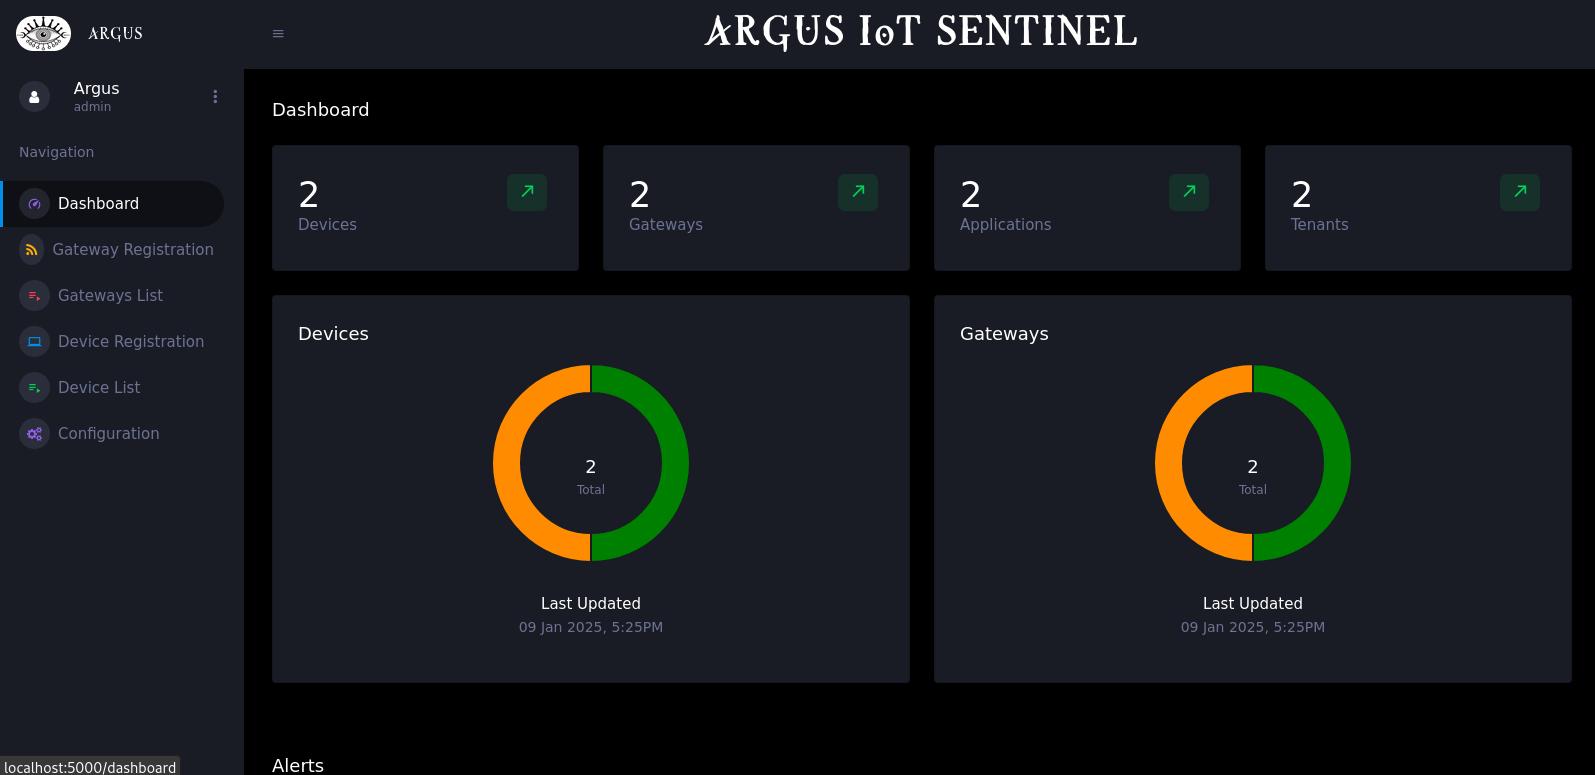 ARGUS
ARGUS IoT SENTINEL
Argus
admin
Navigation
Dashboard
Gateway Registration
Gateways List
Device Registration
Device List
Configuration
Dashboard
2
Devices
2
Gateways
2
Applications
2
Tenants
Devices
2
Total
Last Updated
09 Jan 2025, 5:25PM
Gateways
2
Total
Last Updated
09 Jan 2025, 5:25PM
Alerts
localhost:5000/dashboard